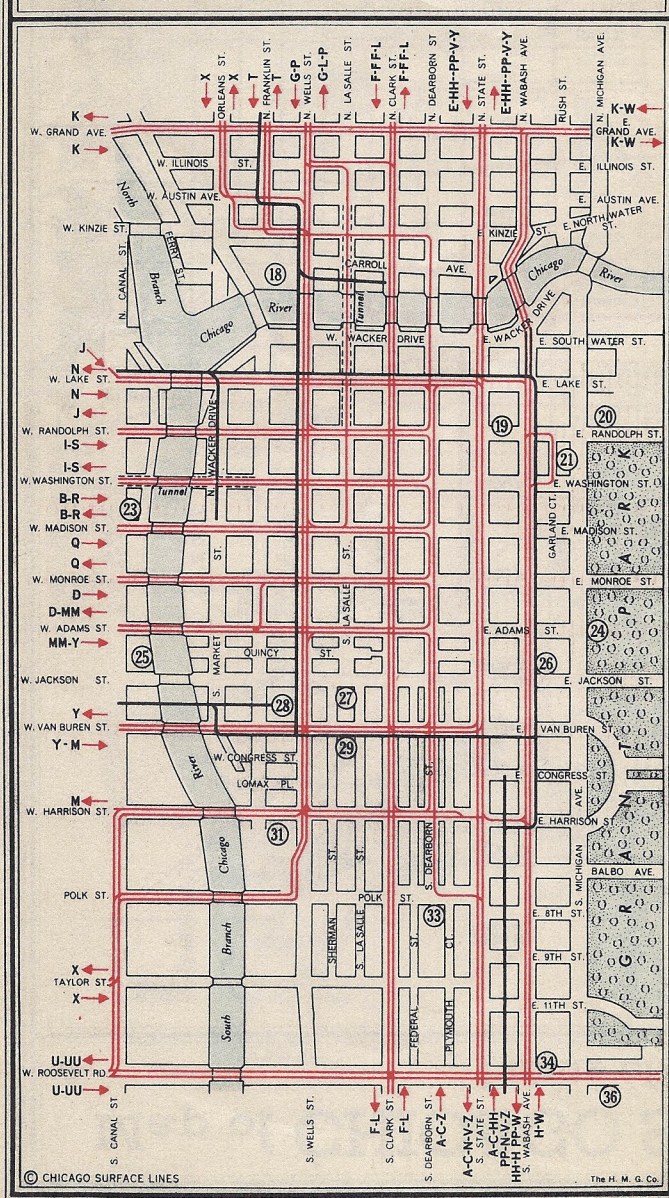 X
X
T
T
G-P
G-L-P
F-FF-L
F-FF-L
E-HH-PP-V-Y
E-HH-PP-V-Y
ORLEANS ST.
N. FRANKLIN ST.
N. WELLS ST.
N. LA SALLE ST.
N. CLARK ST.
N. DEARBORN ST
N. STATE ST.
N. WABASH AVE.
RUSH ST.
N. MICHIGAN AVE.
K
W. GRAND AVE.
K
K-W
E. GRAND AVE.
K-W
W. ILLINOIS ST.
E. ILLINOIS ST.
W. AUSTIN AVE.
E. AUSTIN AVE.
W. KINZIE ST.
E. KINZIE ST.
E. NORTH WATER ST.
N. CANAL ST.
FERRY ST.
North
Branch
Chicago
River
18
CARROLL AVE.
Tunnel
Chicago
River
W. WACKER DRIVE
E. WACKER DRIVE
E. SOUTH WATER ST.
J
N
W. LAKE ST.
E. LAKE ST.
N
J
N. WACKER DRIVE
19
20
W. RANDOLPH ST.
E. RANDOLPH ST.
I-S
I-S
21
W. WASHINGTON ST.
E. WASHINGTON ST.
Tunnel
B-R
B-R
23
GARLAND CT.
W. MADISON ST.
E. MADISON ST.
Q
Q
ST.
ST.
W. MONROE ST.
E. MONROE ST.
D
D-MM
S. LA SALLE
W. ADAMS ST.
E. ADAMS ST.
24
MM-Y
25
S. MARKET
QUINCY ST.
26
W. JACKSON ST.
E. JACKSON ST.
27
28
Y
W. VAN BUREN ST.
E. VAN BUREN ST.
29
Y-M
River
W. CONGRESS ST.
E. CONGRESS ST.
LOMAX PL.
ST.
M
W. HARRISON ST.
E. HARRISON ST.
31
Chicago
S. DEARBORN
S. MICHIGAN AVE.
GRANT PARK
BALBO AVE.
POLK ST.
POLK ST.
E. 8TH ST.
33
Branch
SHERMAN ST.
S. LA SALLE ST.
E. 9TH ST.
X
TAYLOR ST.
X
E. 11TH ST.
South
FEDERAL ST.
PLYMOUTH CT.
U-UU
W. ROOSEVELT RD.
U-UU
34
36
S. CANAL ST
S. WELLS ST.
F-L
S. CLARK ST.
F-L
S. DEARBORN ST.
A-C-Z
A-C-N-V-Z
S. STATE ST.
A-C-HH
PP-N-V-Z
HH-H PP-W
S. WABASH AVE.
H-W
© CHICAGO SURFACE LINES
The H. M. G. Co.